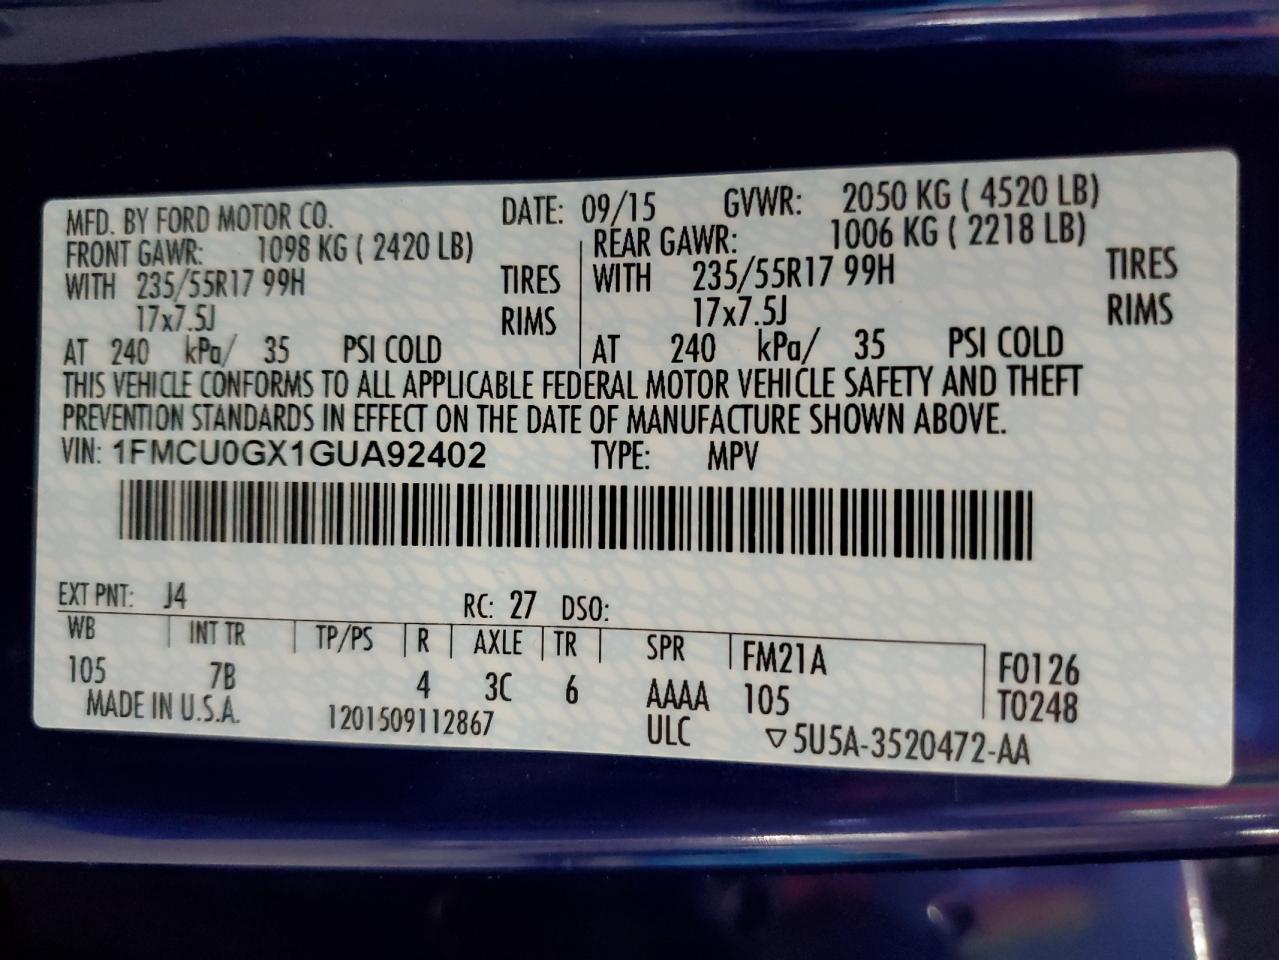 MFD. BY FORD MOTOR CO. DATE: 09/15 GVWR: 2050 KG ( 4520 LB)
FRONT GAWR: 1098 KG ( 2420 LB) REAR GAWR: 1006 KG ( 2218 LB)
WITH 235/55R17 99H TIRES WITH 235/55R17 99H TIRES
17x7.5J RIMS 17x7.5J RIMS
AT 240 kPa/ 35 PSI COLD AT 240 kPa/ 35 PSI COLD
THIS VEHICLE CONFORMS TO ALL APPLICABLE FEDERAL MOTOR VEHICLE SAFETY AND THEFT
PREVENTION STANDARDS IN EFFECT ON THE DATE OF MANUFACTURE SHOWN ABOVE.
VIN: 1FMCU0GX1GUA92402 TYPE: MPV
EXT PNT: J4 RC: 27 DSO:
WB INT TR TP/PS R AXLE TR SPR FM21A F0126
105 7B 4 3C 6 AAAA 105 T0248
MADE IN U.S.A. 1201509112867 ULC ▽5U5A-3520472-AA